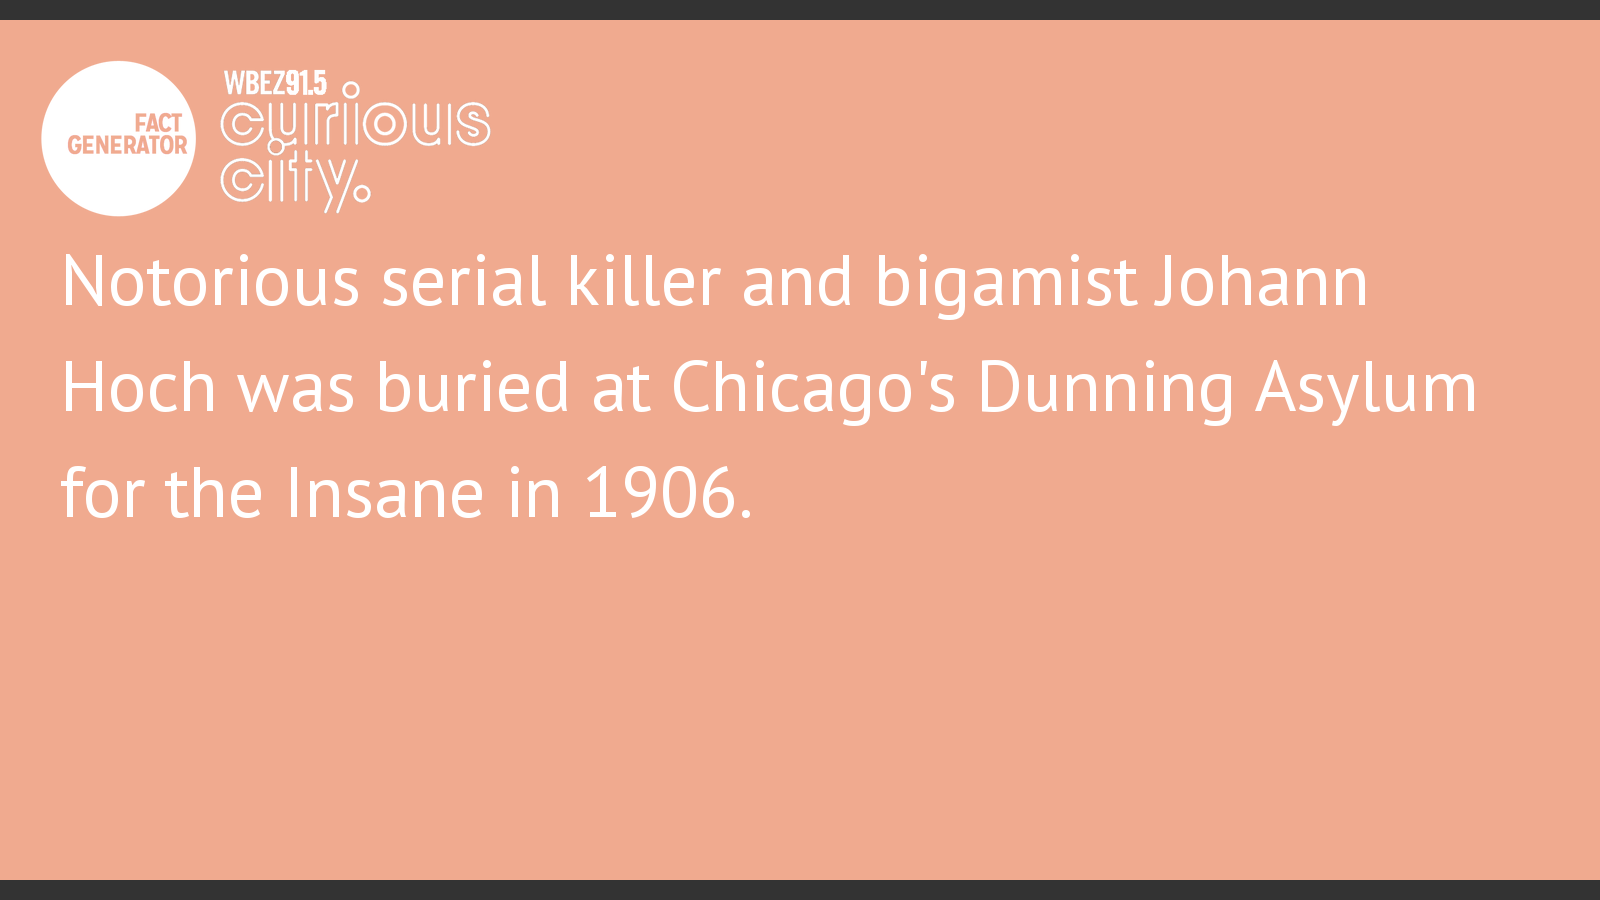 FACT
GENERATOR
WBEZ91.5
curious
city.
Notorious serial killer and bigamist Johann
Hoch was buried at Chicago's Dunning Asylum
for the Insane in 1906.